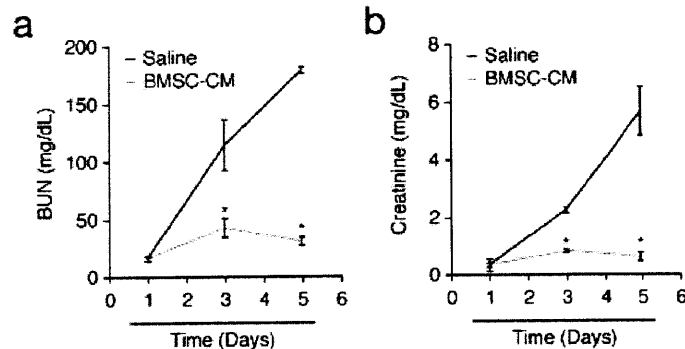 a
b
200
150
100
50
0
BUN (mg/dL)
Saline
BMSC-CM
*
*
0 1 2 3 4 5 6
Time (Days)
8
6
4
2
0
Creatinine (mg/dL)
Saline
BMSC-CM
*
*
0 1 2 3 4 5 6
Time (Days)